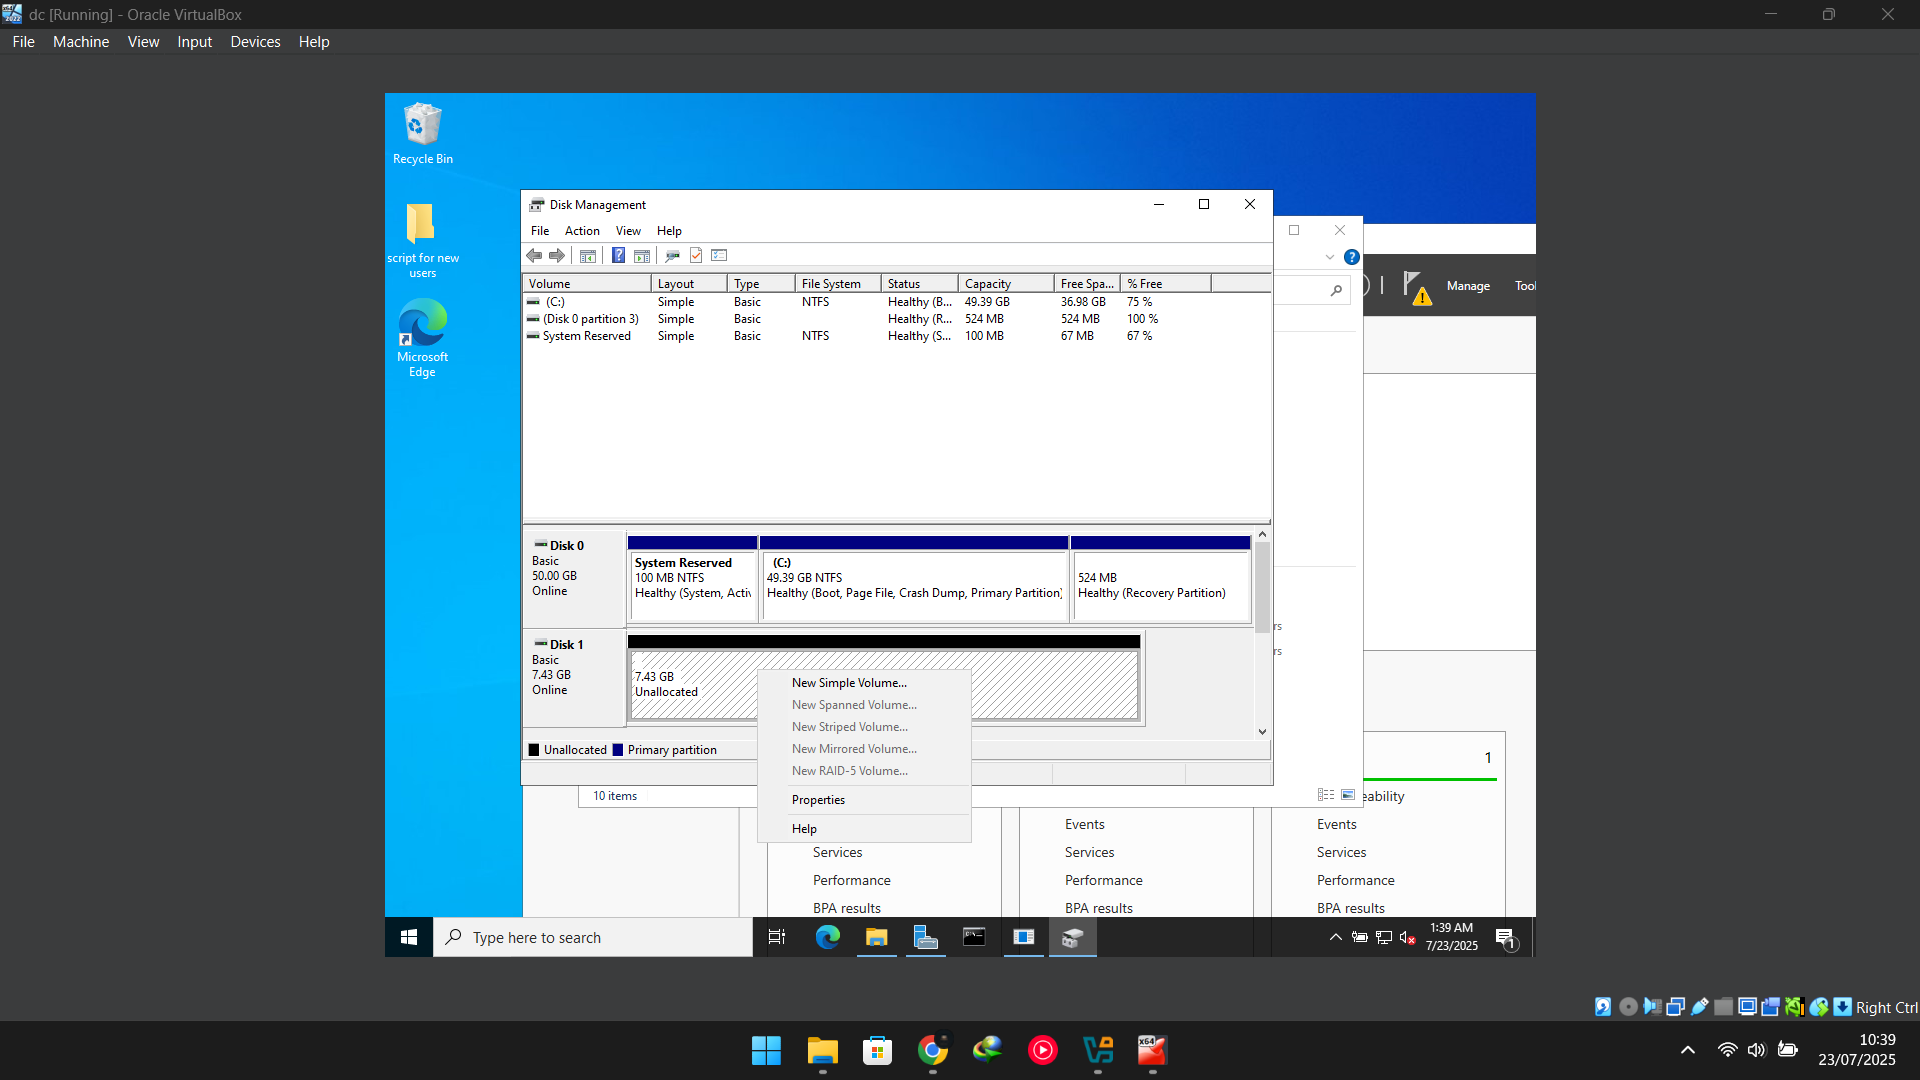 dc [Running] - Oracle VirtualBox
File Machine View Input Devices Help
Recycle Bin
script for new
users
Microsoft
Edge
Disk Management
File Action View Help
Volume Layout Type File System Status Capacity Free Spa... % Free
(C:) Simple Basic NTFS Healthy (B... 49.39 GB 36.98 GB 75 %
(Disk 0 partition 3) Simple Basic Healthy (R... 524 MB 524 MB 100 %
System Reserved Simple Basic NTFS Healthy (S... 100 MB 67 MB 67 %
Manage Tool
Disk 0
Basic
50.00 GB
Online
System Reserved
100 MB NTFS
Healthy (System, Activ
(C:)
49.39 GB NTFS
Healthy (Boot, Page File, Crash Dump, Primary Partition)
524 MB
Healthy (Recovery Partition)
rs
rs
Disk 1
Basic
7.43 GB
Online
7.43 GB
Unallocated
New Simple Volume...
New Spanned Volume...
New Striped Volume...
New Mirrored Volume...
New RAID-5 Volume...
Properties
Help
Unallocated Primary partition
10 items
1
eability
Events
Services
Performance
BPA results
Events
Services
Performance
BPA results
Services
Performance
BPA results
Type here to search
1:39 AM
7/23/2025
1
Right Ctrl
x64
10:39
23/07/2025